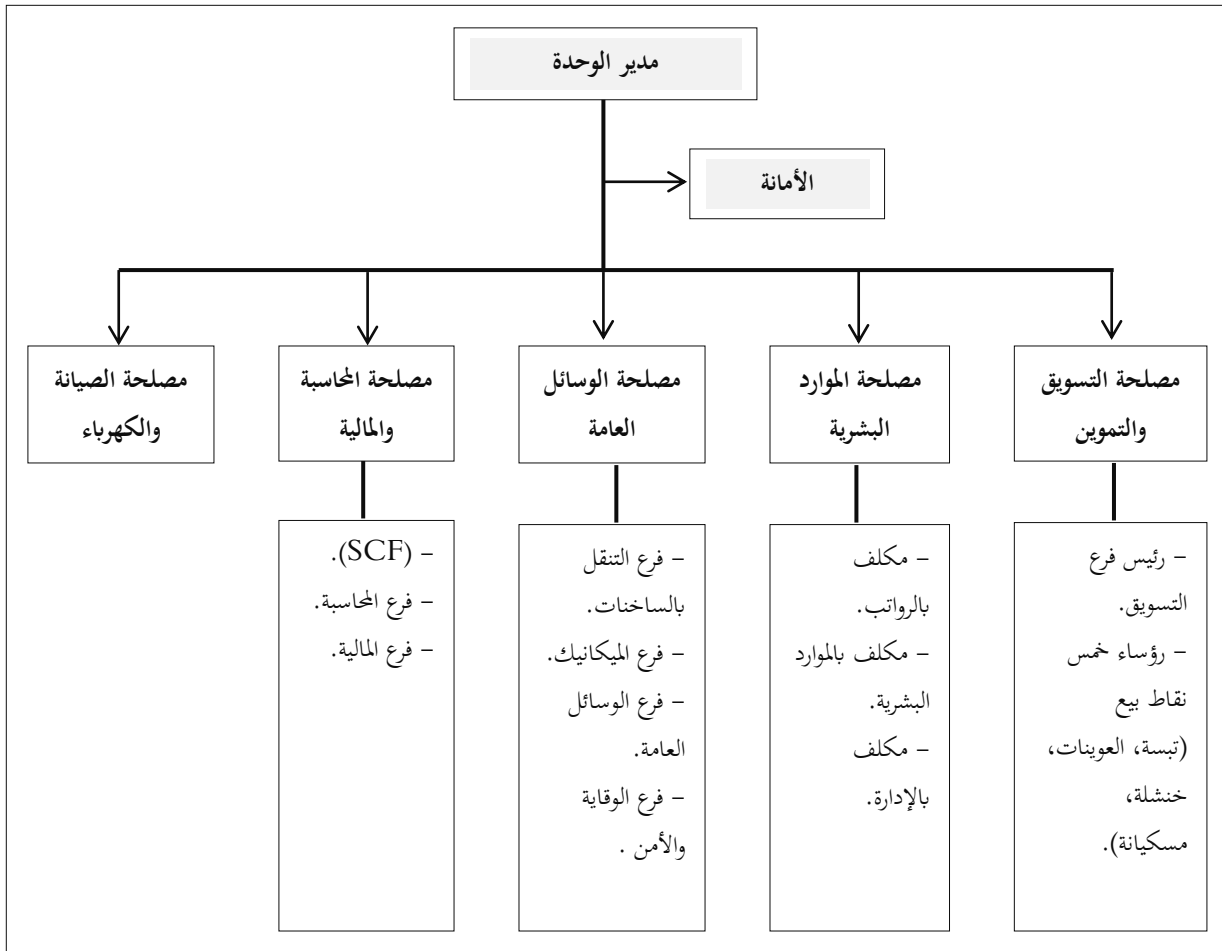 مدير الوحدة
الأمانة
مصلحة التسويق
والتموين
مصلحة الموارد
البشرية
مصلحة الوسائل
العامة
مصلحة المحاسبة
والمالية
مصلحة الصيانة
والكهرباء
– رئيس فرع
التسويق.
– رؤساء خمس
نقاط بيع
(تبسة، العوينات،
خنشلة،
مسكيانة).
– مكلف
بالرواتب.
– مكلف بالموارد
البشرية.
– مكلف
بالإدارة.
– فرع التنقل
بالساخنات.
– فرع الميكانيك.
– فرع الوسائل
العامة.
– فرع الوقاية
والأمن .
– (SCF).
– فرع المحاسبة.
– فرع المالية.